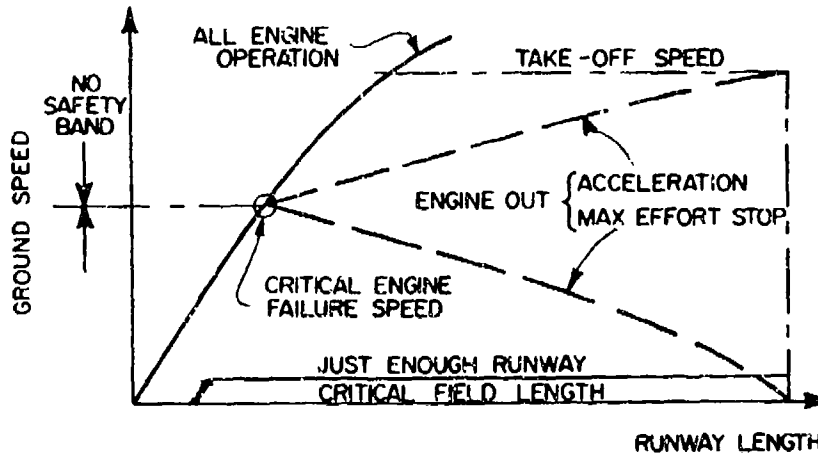 ALL ENGINE
OPERATION
TAKE-OFF SPEED
NO
SAFETY
BAND
GROUND SPEED
ENGINE OUT
ACCELERATION
MAX EFFORT STOP
CRITICAL ENGINE
FAILURE SPEED
JUST ENOUGH RUNWAY
CRITICAL FIELD LENGTH
RUNWAY LENGTH